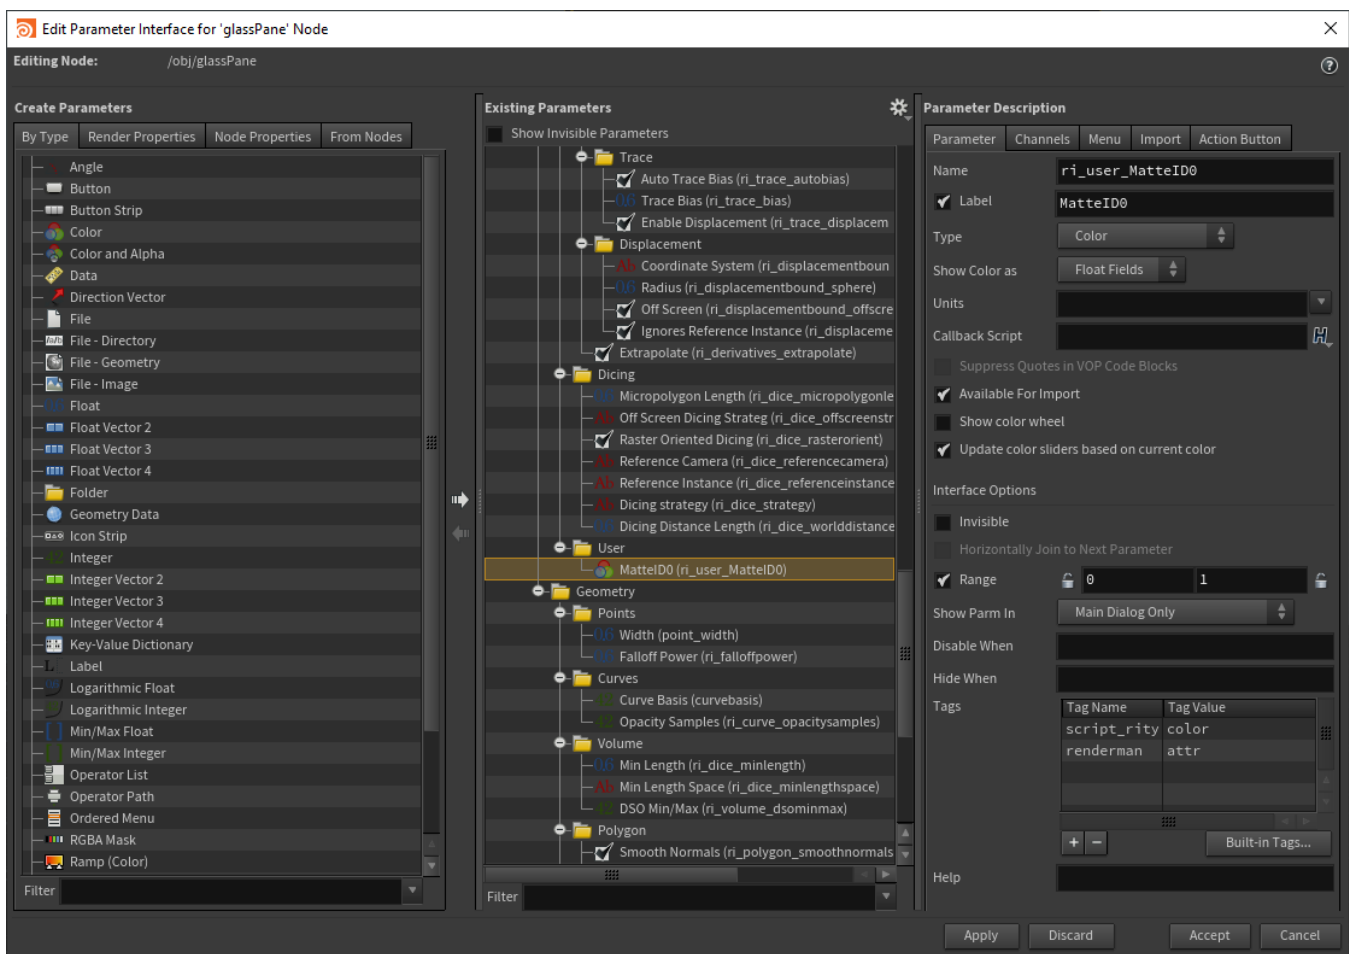 Edit Parameter Interface for 'glassPane' Node
Editing Node: /obj/glassPane
Create Parameters
By Type Render Properties Node Properties From Nodes
Angle
Button
Button Strip
Color
Color and Alpha
Data
Direction Vector
File
File - Directory
File - Geometry
File - Image
Float
Float Vector 2
Float Vector 3
Float Vector 4
Folder
Geometry Data
Icon Strip
Integer
Integer Vector 2
Integer Vector 3
Integer Vector 4
Key-Value Dictionary
Label
Logarithmic Float
Logarithmic Integer
Min/Max Float
Min/Max Integer
Operator List
Operator Path
Ordered Menu
RGBA Mask
Ramp (Color)
Filter
Existing Parameters
Show Invisible Parameters
Trace
Auto Trace Bias (ri_trace_autobias)
Trace Bias (ri_trace_bias)
Enable Displacement (ri_trace_displacem
Displacement
Coordinate System (ri_displacementboun
Radius (ri_displacementbound_sphere)
Off Screen (ri_displacementbound_offscre
Ignores Reference Instance (ri_displaceme
Extrapolate (ri_derivatives_extrapolate)
Dicing
Micropolygon Length (ri_dice_micropolygonle
Off Screen Dicing Strateg (ri_dice_offscreenstr
Raster Oriented Dicing (ri_dice_rasterorient)
Reference Camera (ri_dice_referencecamera)
Reference Instance (ri_dice_referenceinstance
Dicing strategy (ri_dice_strategy)
Dicing Distance Length (ri_dice_worlddistance
User
MatteID0 (ri_user_MatteID0)
Geometry
Points
Width (point_width)
Falloff Power (ri_falloffpower)
Curves
Curve Basis (curvebasis)
Opacity Samples (ri_curve_opacitysamples)
Volume
Min Length (ri_dice_minlength)
Min Length Space (ri_dice_minlengthspace)
DSO Min/Max (ri_volume_dsominmax)
Polygon
Smooth Normals (ri_polygon_smoothnormals
Filter
Parameter Description
Parameter Channels Menu Import Action Button
Name ri_user_MatteID0
Label MatteID0
Type Color
Show Color as Float Fields
Units
Callback Script
Suppress Quotes in VOP Code Blocks
Available For Import
Show color wheel
Update color sliders based on current color
Interface Options
Invisible
Horizontally Join to Next Parameter
Range 0 1
Show Parm In Main Dialog Only
Disable When
Hide When
Tags Tag Name Tag Value
script_rity color
renderman attr
+ − Built-in Tags...
Help
Apply Discard Accept Cancel